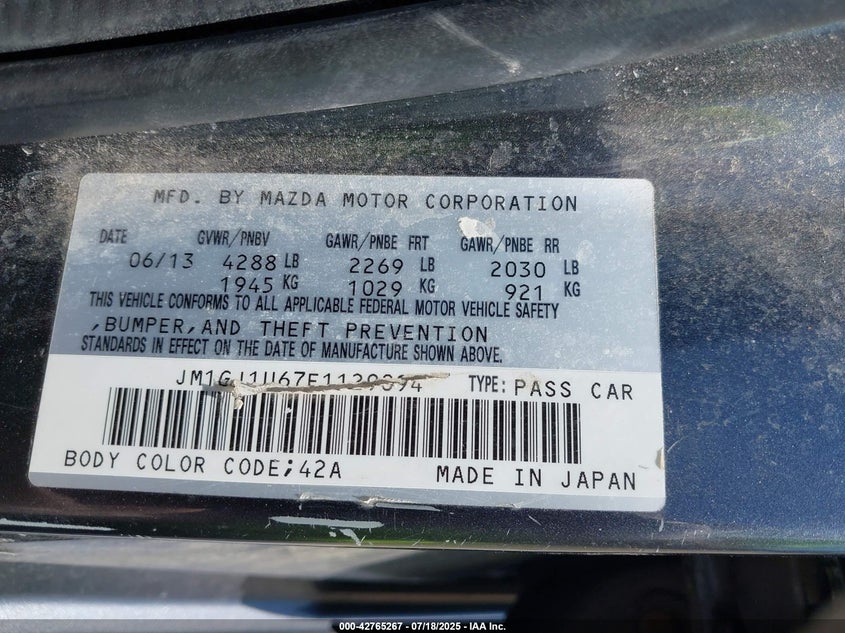 MFD. BY MAZDA MOTOR CORPORATION
DATE GVWR/PNBV GAWR/PNBE FRT GAWR/PNBE RR
06/13 4288 LB 2269 LB 2030 LB
1945 KG 1029 KG 921 KG
THIS VEHICLE CONFORMS TO ALL APPLICABLE FEDERAL MOTOR VEHICLE SAFETY
,BUMPER,AND THEFT PREVENTION
STANDARDS IN EFFECT ON THE DATE OF MANUFACTURE SHOWN ABOVE.
JM1GJ1U67E1129094 TYPE: PASS CAR
BODY COLOR CODE;42A MADE IN JAPAN
000-42765267 - 07/18/2025 - IAA Inc.